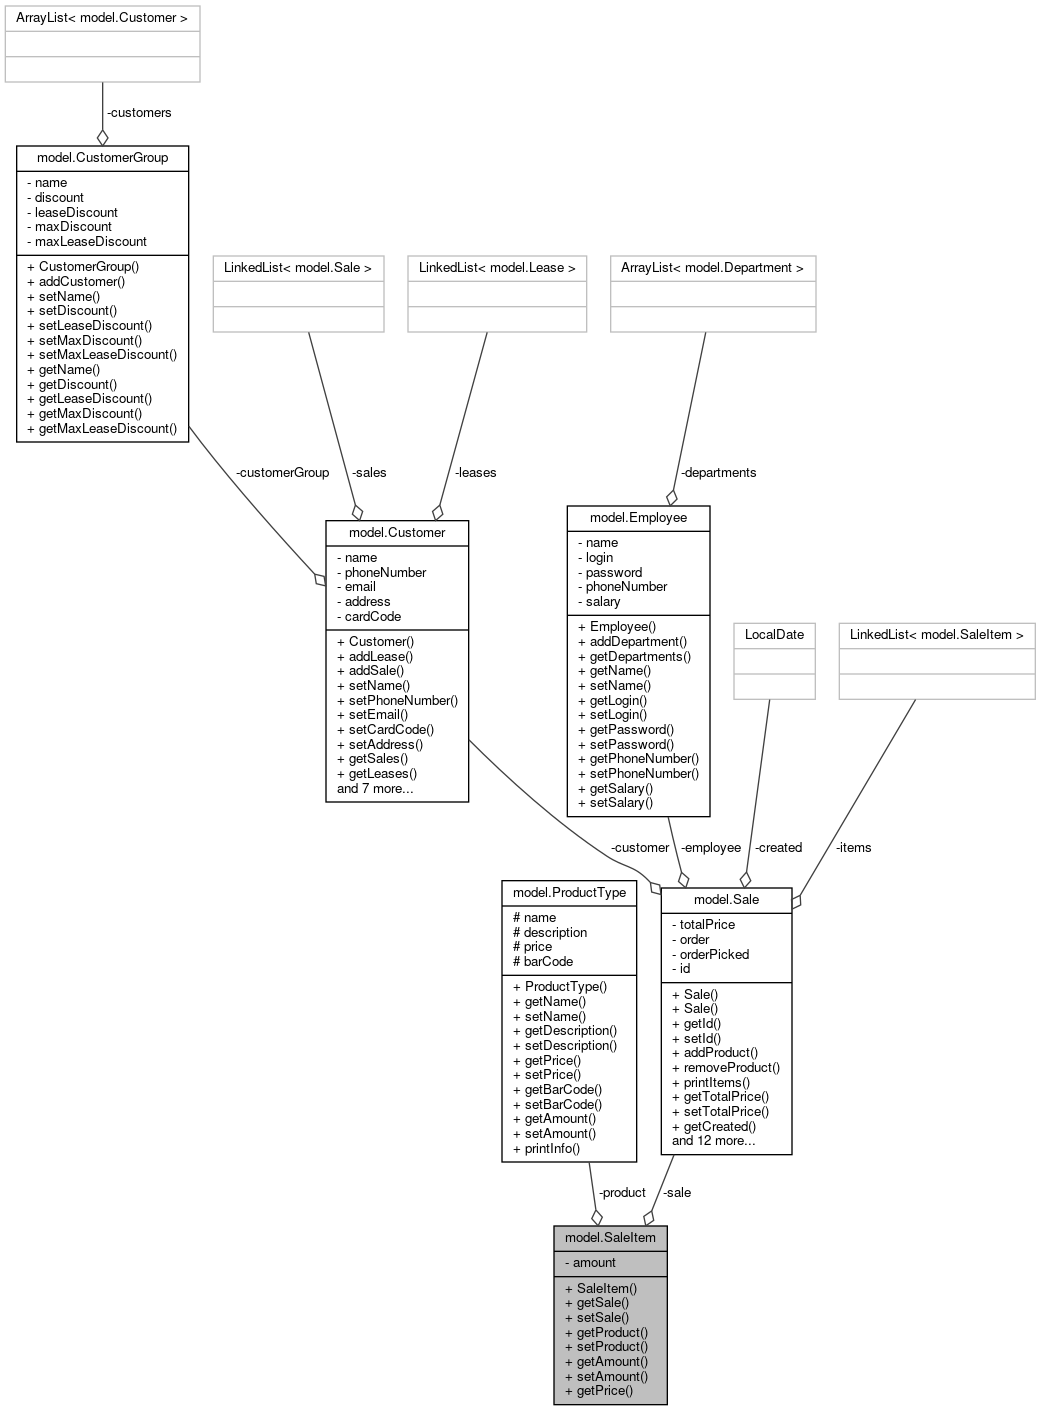 ArrayList< model.Customer >
-customers
model.CustomerGroup
- name
- discount
- leaseDiscount
- maxDiscount
- maxLeaseDiscount
+ CustomerGroup()
+ addCustomer()
+ setName()
+ setDiscount()
+ setLeaseDiscount()
+ setMaxDiscount()
+ setMaxLeaseDiscount()
+ getName()
+ getDiscount()
+ getLeaseDiscount()
+ getMaxDiscount()
+ getMaxLeaseDiscount()
LinkedList< model.Sale >
LinkedList< model.Lease >
ArrayList< model.Department >
-customerGroup
-sales
-leases
-departments
model.Customer
- name
- phoneNumber
- email
- address
- cardCode
+ Customer()
+ addLease()
+ addSale()
+ setName()
+ setPhoneNumber()
+ setEmail()
+ setCardCode()
+ setAddress()
+ getSales()
+ getLeases()
and 7 more...
model.Employee
- name
- login
- password
- phoneNumber
- salary
+ Employee()
+ addDepartment()
+ getDepartments()
+ getName()
+ setName()
+ getLogin()
+ setLogin()
+ getPassword()
+ setPassword()
+ getPhoneNumber()
+ setPhoneNumber()
+ getSalary()
+ setSalary()
LocalDate
LinkedList< model.SaleItem >
-customer
-employee
-created
-items
model.ProductType
# name
# description
# price
# barCode
+ ProductType()
+ getName()
+ setName()
+ getDescription()
+ setDescription()
+ getPrice()
+ setPrice()
+ getBarCode()
+ setBarCode()
+ getAmount()
+ setAmount()
+ printInfo()
model.Sale
- totalPrice
- order
- orderPicked
- id
+ Sale()
+ Sale()
+ getId()
+ setId()
+ addProduct()
+ removeProduct()
+ printItems()
+ getTotalPrice()
+ setTotalPrice()
+ getCreated()
and 12 more...
-product
-sale
model.SaleItem
- amount
+ SaleItem()
+ getSale()
+ setSale()
+ getProduct()
+ setProduct()
+ getAmount()
+ setAmount()
+ getPrice()